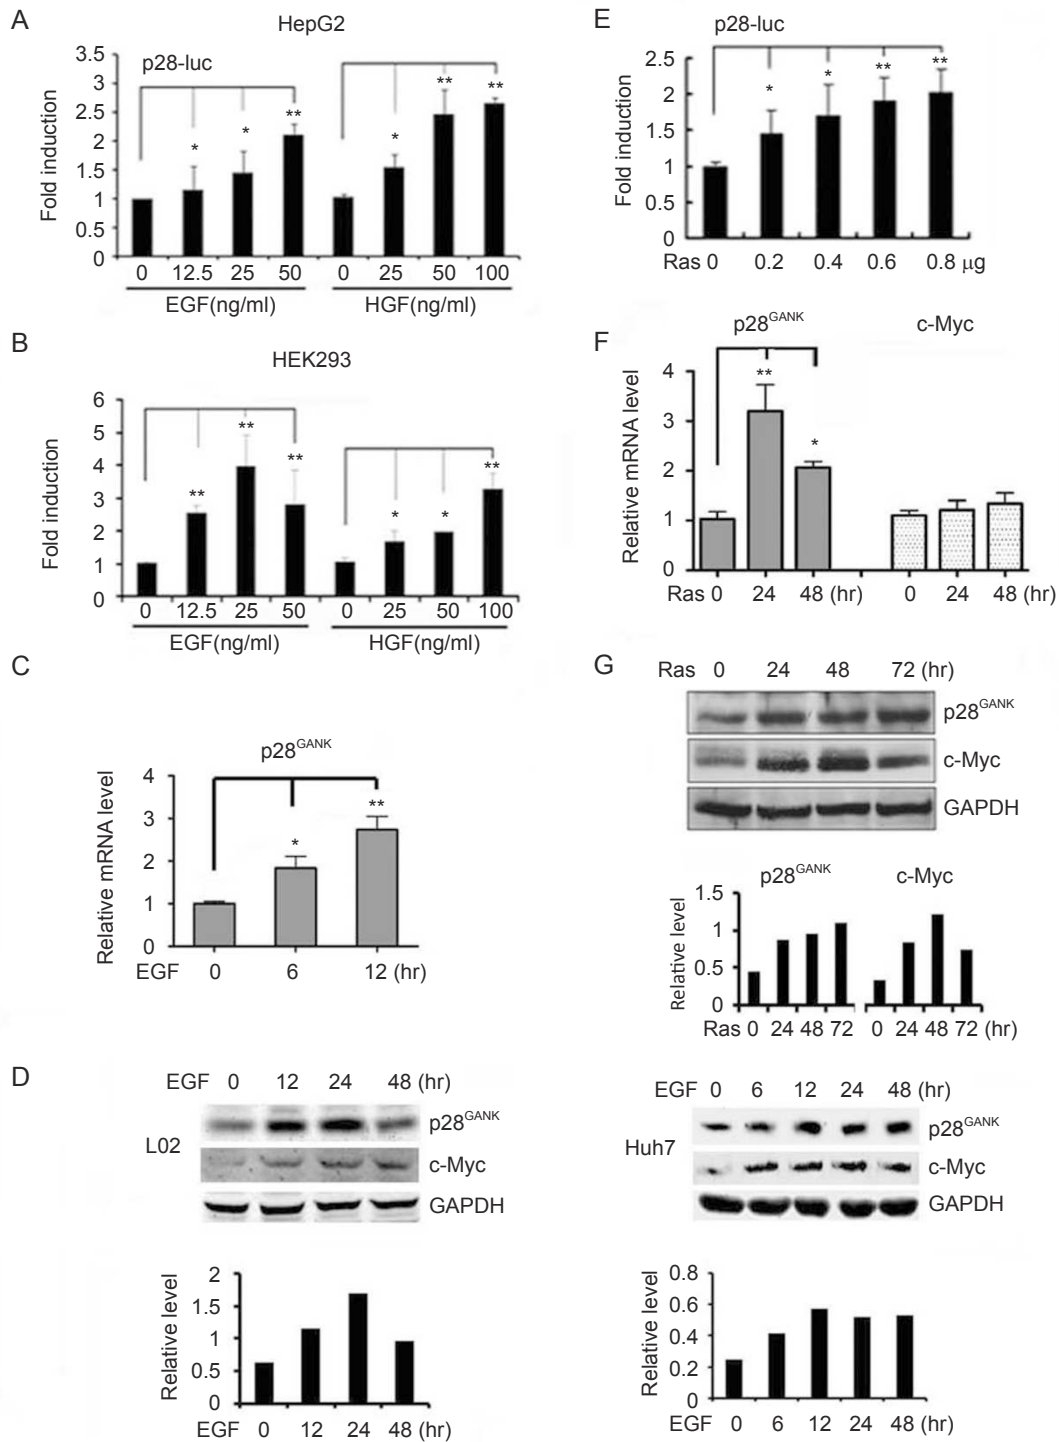 A
HepG2
p28-luc
Fold induction
3.5
3
2.5
2
1.5
1
0.5
0
* * ** * ** **
0 12.5 25 50 0 25 50 100
EGF(ng/ml) HGF(ng/ml)
B
HEK293
Fold induction
6
5
4
3
2
1
0
** ** ** * * **
0 12.5 25 50 0 25 50 100
EGF(ng/ml) HGF(ng/ml)
C
p28GANK
Relative mRNA level
4
3
2
1
0
* **
EGF 0 6 12 (hr)
D
EGF 0 12 24 48 (hr)
L02
p28GANK
c-Myc
GAPDH
Relative level
2
1.5
1
0.5
0
EGF 0 12 24 48 (hr)
EGF 0 6 12 24 48 (hr)
Huh7
p28GANK
c-Myc
GAPDH
Relative level
0.8
0.6
0.4
0.2
0
EGF 0 6 12 24 48 (hr)
E
p28-luc
Fold induction
2.5
2
1.5
1
0.5
0
* * ** **
Ras 0 0.2 0.4 0.6 0.8 μg
F
p28GANK c-Myc
Relative mRNA level
4
3
2
1
0
** *
Ras 0 24 48 (hr) 0 24 48 (hr)
G
Ras 0 24 48 72 (hr)
p28GANK
c-Myc
GAPDH
p28GANK c-Myc
Relative level
1.5
1
0.5
0
Ras 0 24 48 72 0 24 48 72 (hr)